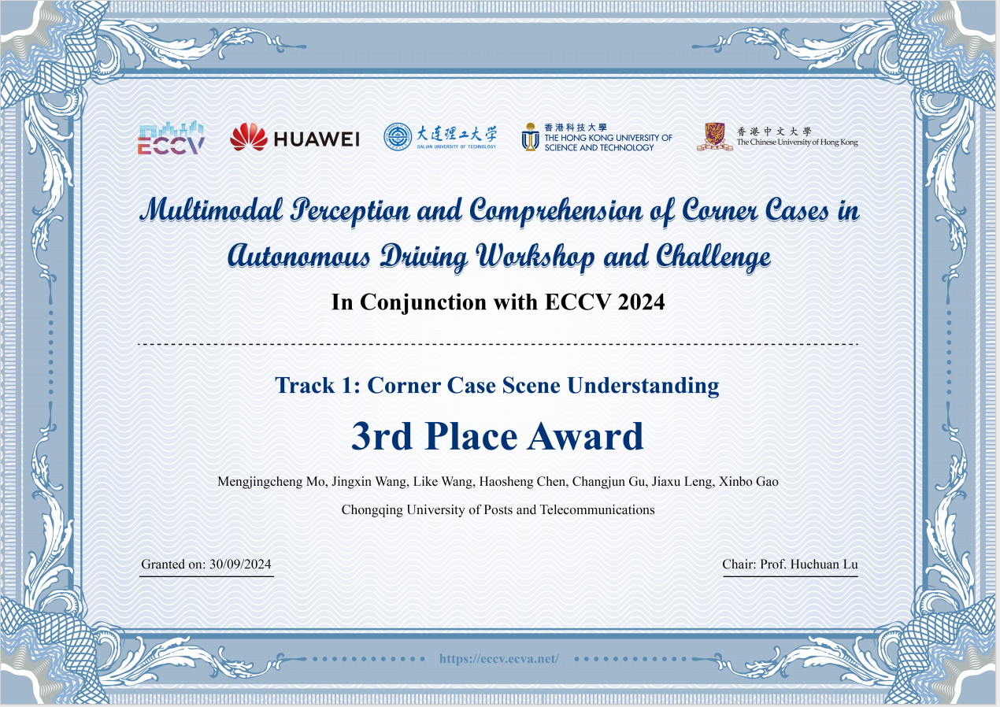 ECCV
HUAWEI
大连理工大学
DALIAN UNIVERSITY OF TECHNOLOGY
香港科技大學
THE HONG KONG UNIVERSITY OF
SCIENCE AND TECHNOLOGY
香港中文大學
The Chinese University of Hong Kong
Multimodal Perception and Comprehension of Corner Cases in
Autonomous Driving Workshop and Challenge
In Conjunction with ECCV 2024
Track 1: Corner Case Scene Understanding
3rd Place Award
Mengjingcheng Mo, Jingxin Wang, Like Wang, Haosheng Chen, Changjun Gu, Jiaxu Leng, Xinbo Gao
Chongqing University of Posts and Telecommunications
Granted on: 30/09/2024
Chair: Prof. Huchuan Lu
https://eccv.ecva.net/